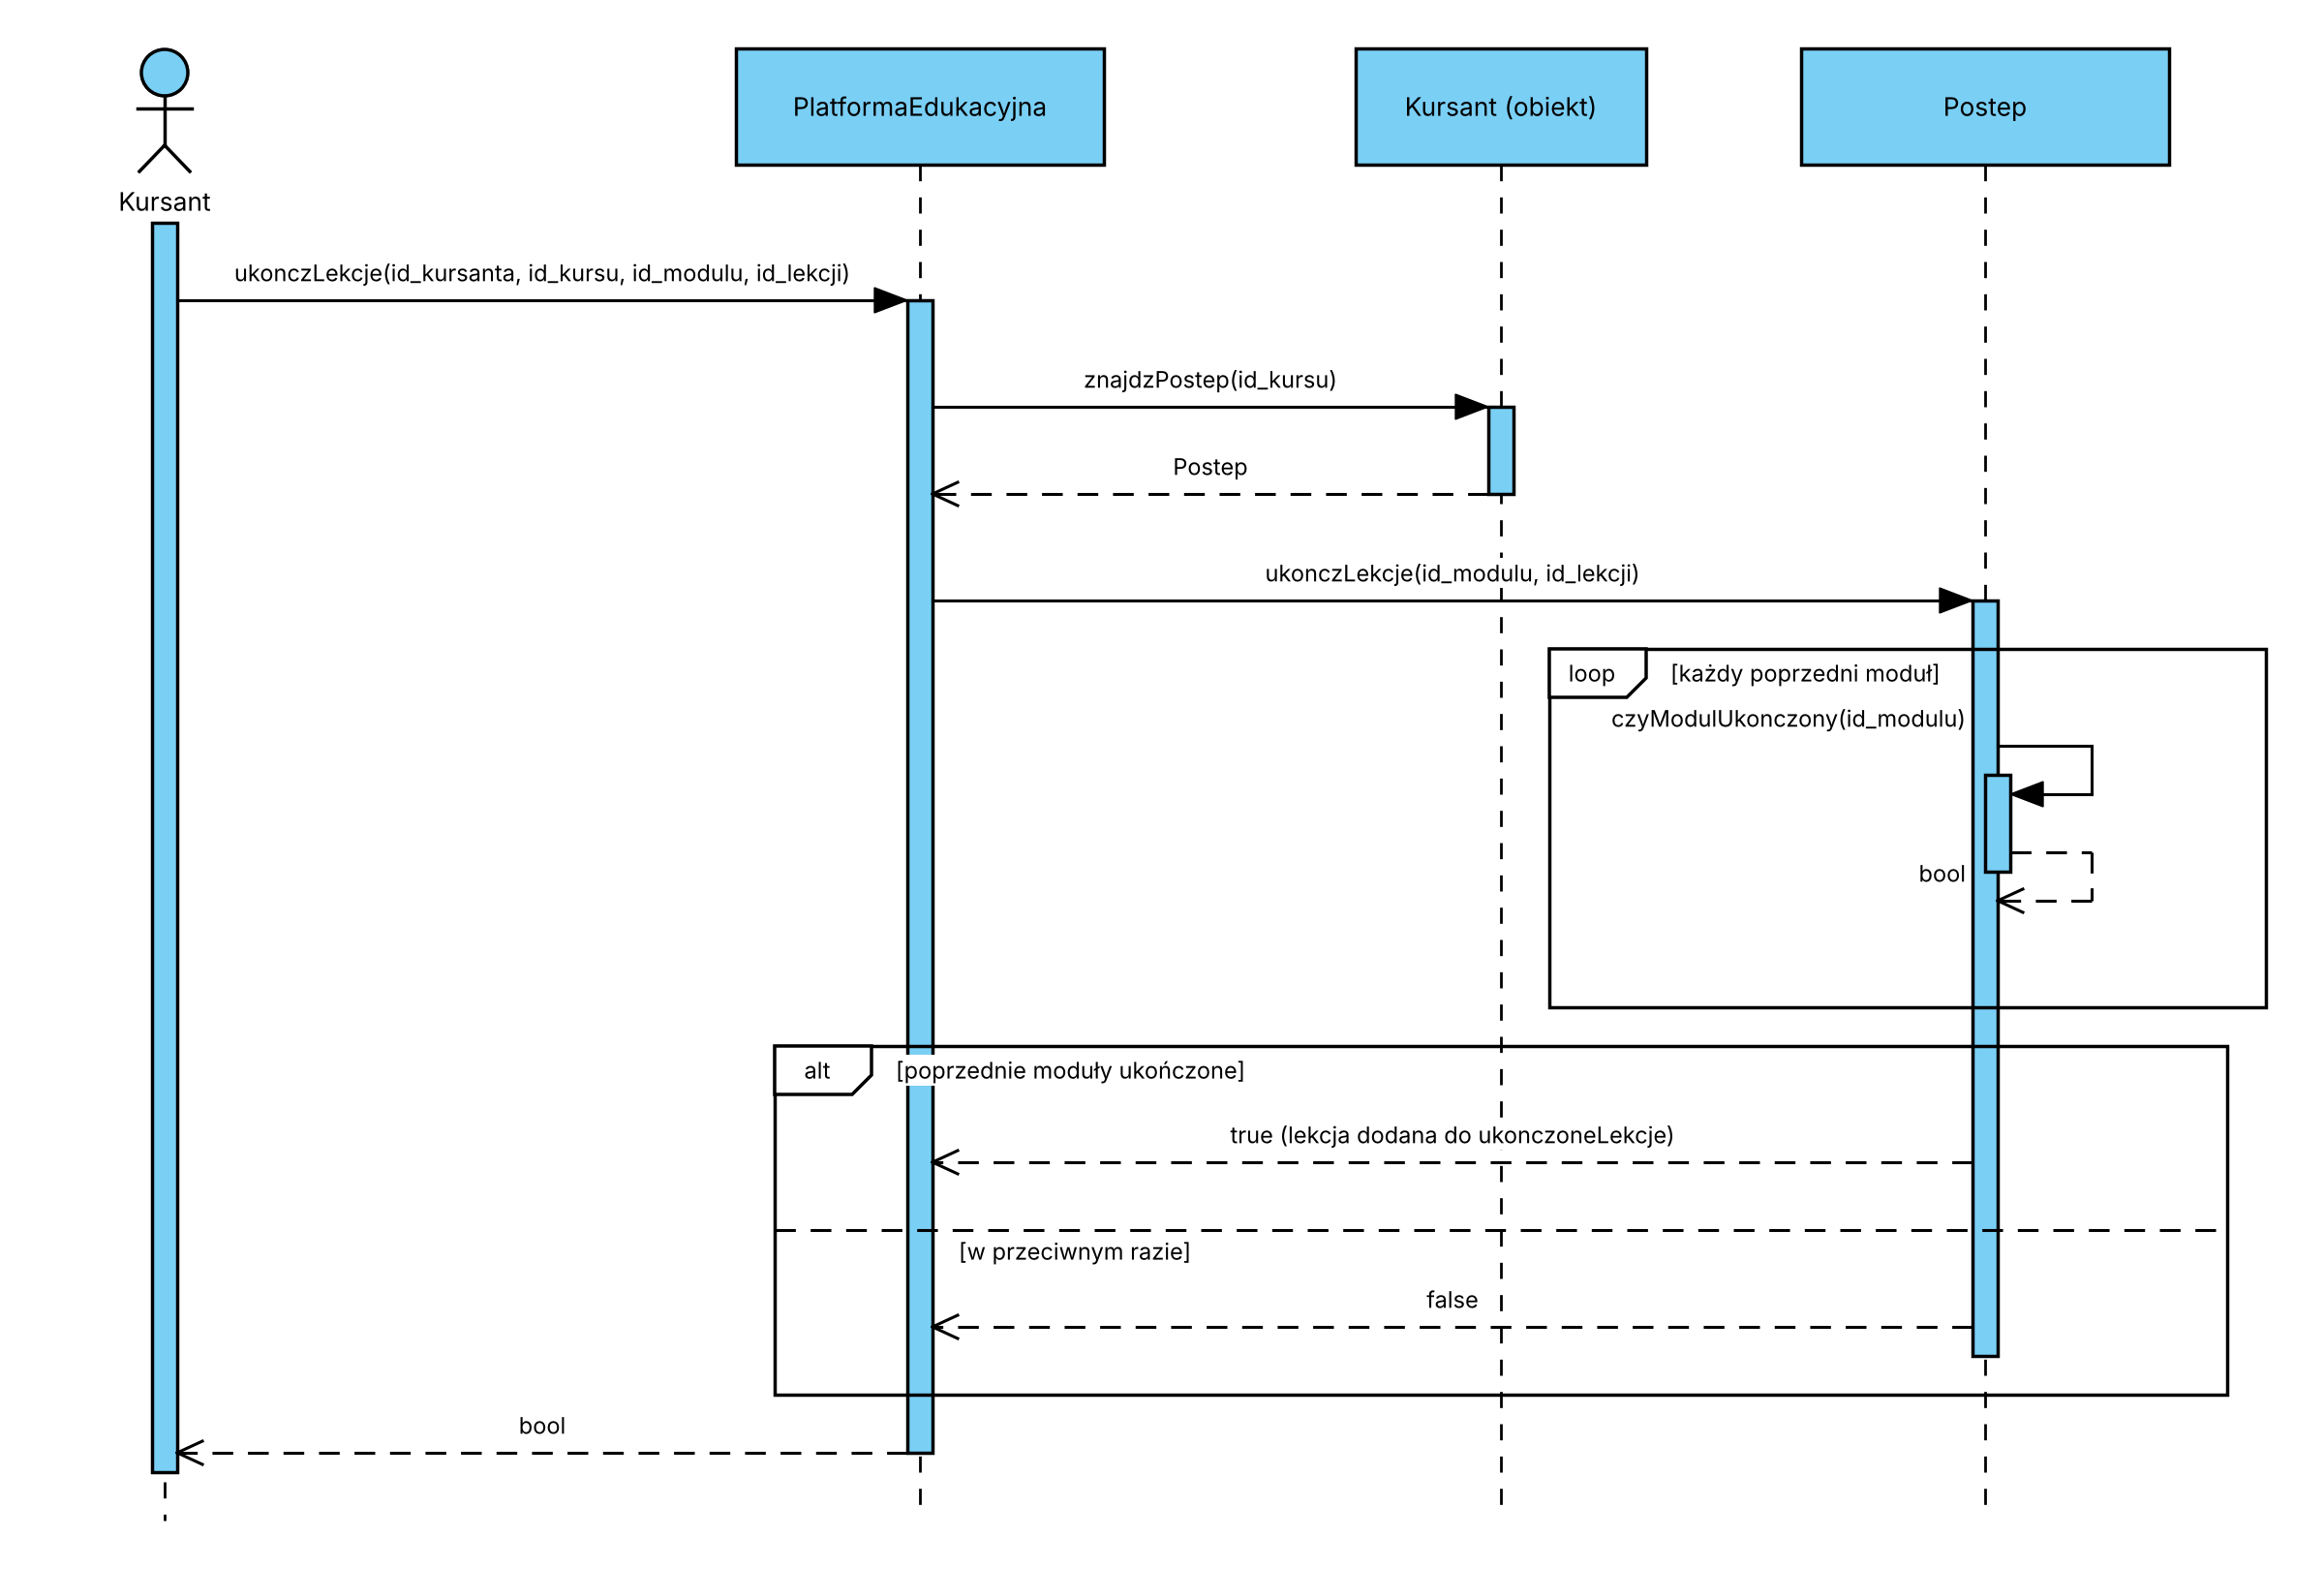 PlatformaEdukacyjna
Kursant (obiekt)
Postep
Kursant
ukonczLekcje(id_kursanta, id_kursu, id_modulu, id_lekcji)
znajdzPostep(id_kursu)
Postep
ukonczLekcje(id_modulu, id_lekcji)
loop
[każdy poprzedni moduł]
czyModulUkonczony(id_modulu)
bool
alt
[poprzednie moduły ukończone]
true (lekcja dodana do ukonczoneLekcje)
[w przeciwnym razie]
false
bool